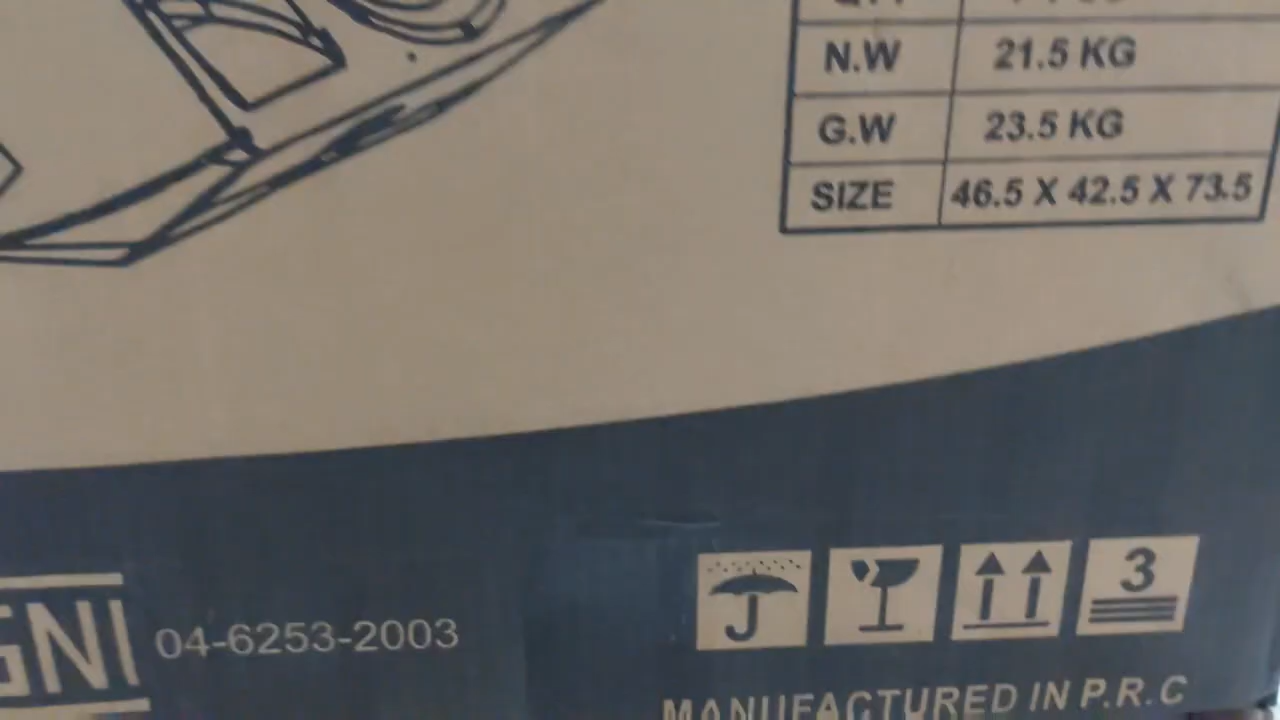 N.W 21.5 KG
G.W 23.5 KG
SIZE 46.5 X 42.5 X 73.5
3
GNI 04-6253-2003
MANUFACTURED IN P.R.C